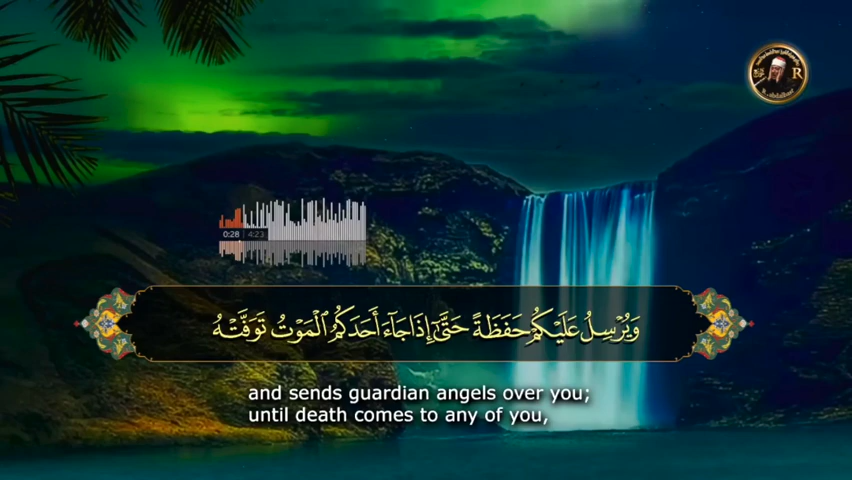 R
0:28 4:23
وَيُرْسِلُ عَلَيْكُمْ حَفَظَةً حَتَّىٰٓ إِذَا جَآءَ أَحَدَكُمُ ٱلْمَوْتُ تَوَفَّتْهُ
and sends guardian angels over you;
until death comes to any of you,